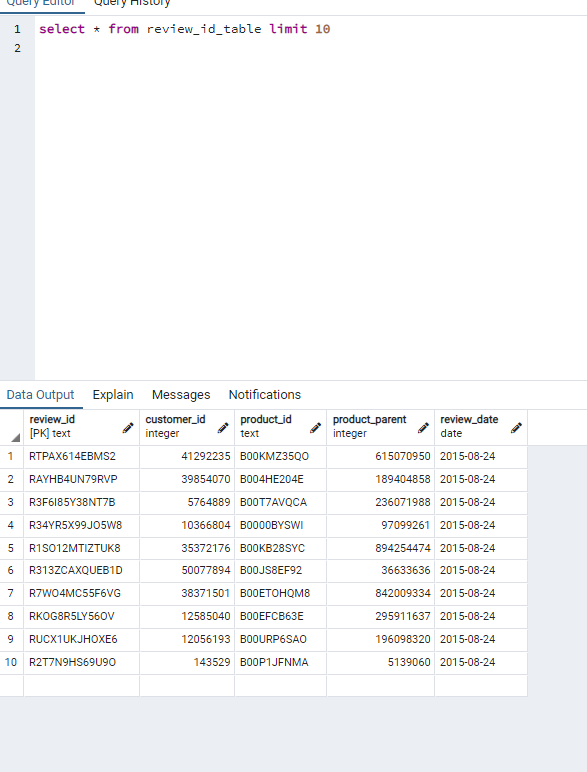 Query Editor Query History
1 select * from review_id_table limit 10
2
Data Output Explain Messages Notifications
review_id customer_id product_id product_parent review_date
[PK] text integer text integer date
1 RTPAX614EBMS2 41292235 B00KMZ35QO 615070950 2015-08-24
2 RAYHB4UN79RVP 39854070 B004HE204E 189404858 2015-08-24
3 R3F6I85Y38NT7B 5764889 B00T7AVQCA 236071988 2015-08-24
4 R34YR5X99JO5W8 10366804 B0000BYSWI 97099261 2015-08-24
5 R1SO12MTIZTUK8 35372176 B00KB28SYC 894254474 2015-08-24
6 R313ZCAXQUEB1D 50077894 B00JS8EF92 36633636 2015-08-24
7 R7WO4MC55F6VG 38371501 B00ETOHQM8 842009334 2015-08-24
8 RKOG8R5LY56OV 12585040 B00EFCB63E 295911637 2015-08-24
9 RUCX1UKJHOXE6 12056193 B00URP6SAO 196098320 2015-08-24
10 R2T7N9HS69U9O 143529 B00P1JFNMA 5139060 2015-08-24